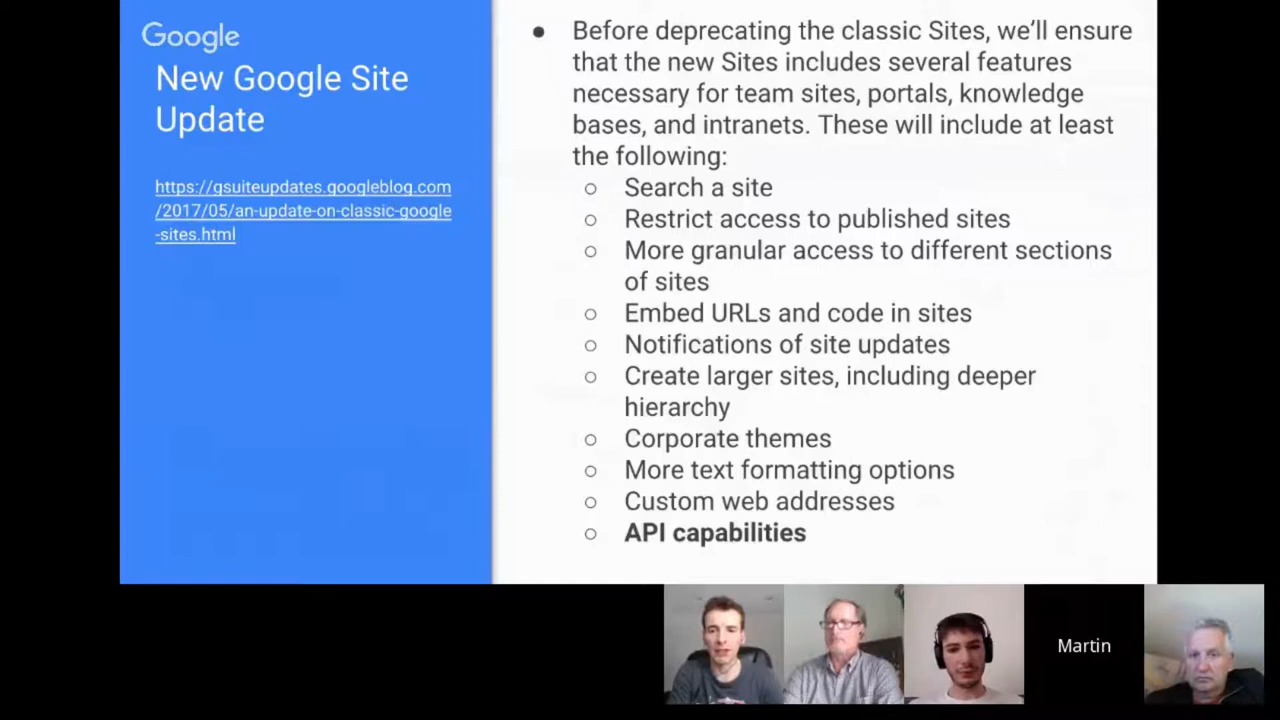 Google
New Google Site
Update
https://gsuiteupdates.googleblog.com
/2017/05/an-update-on-classic-google
-sites.html
● Before deprecating the classic Sites, we’ll ensure
that the new Sites includes several features
necessary for team sites, portals, knowledge
bases, and intranets. These will include at least
the following:
○ Search a site
○ Restrict access to published sites
○ More granular access to different sections
of sites
○ Embed URLs and code in sites
○ Notifications of site updates
○ Create larger sites, including deeper
hierarchy
○ Corporate themes
○ More text formatting options
○ Custom web addresses
○ API capabilities
Martin